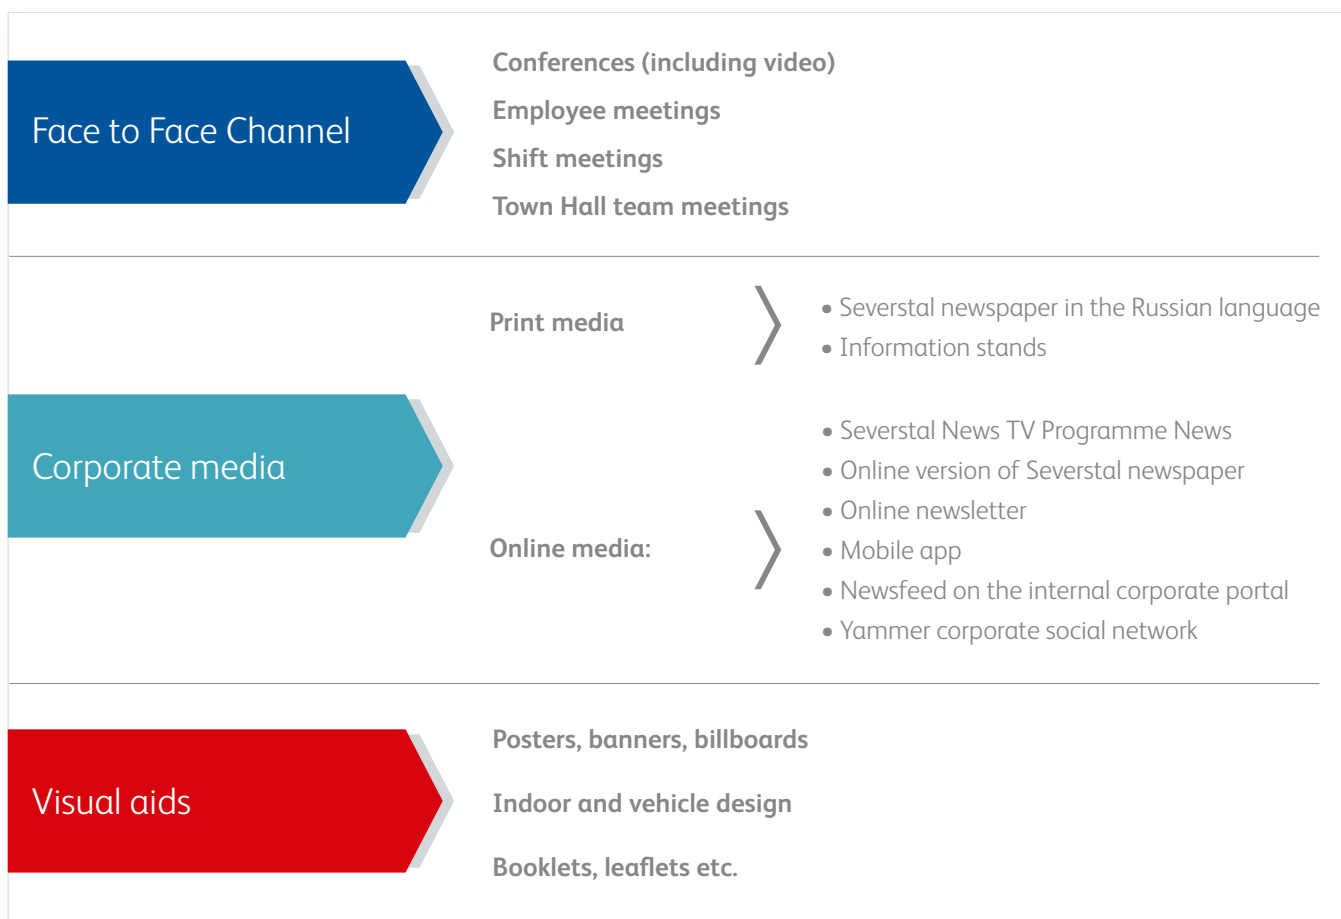 Face to Face Channel
Conferences (including video)
Employee meetings
Shift meetings
Town Hall team meetings
Corporate media
Print media
• Severstal newspaper in the Russian language
• Information stands
Online media:
• Severstal News TV Programme News
• Online version of Severstal newspaper
• Online newsletter
• Mobile app
• Newsfeed on the internal corporate portal
• Yammer corporate social network
Visual aids
Posters, banners, billboards
Indoor and vehicle design
Booklets, leaflets etc.